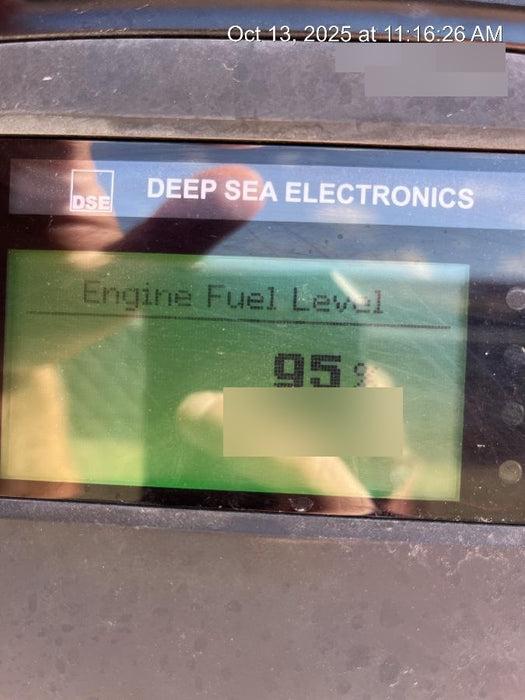 Oct 13, 2025 at 11:16:26 AM
DSE
DEEP SEA ELECTRONICS
Engine Fuel Level
95%